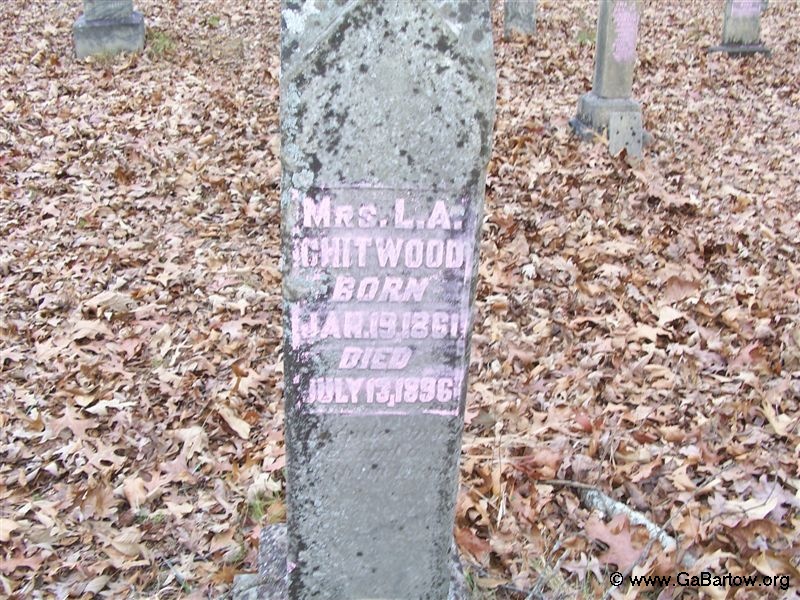 MRS. L.A.
CHITWOOD
BORN
JAN. 19. 1861
DIED
JULY 13, 1896
© www.GaBartow.org